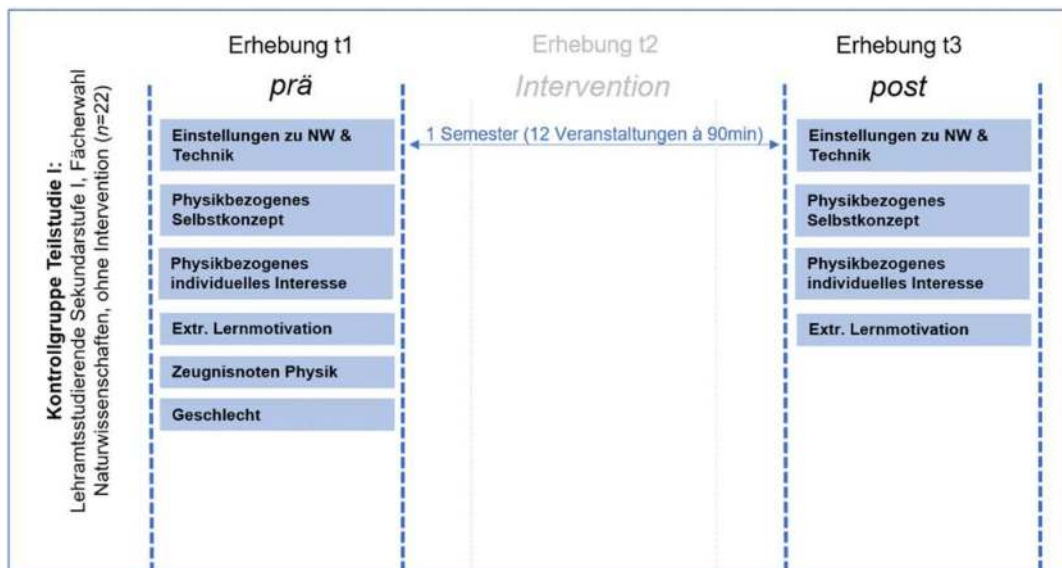 Kontrollgruppe Teilstudie I:
Lehramtsstudierende Sekundarstufe I, Fächerwahl
Naturwissenschaften, ohne Intervention (n=22)
Erhebung t1
prä
Einstellungen zu NW &
Technik
Physikbezogenes
Selbstkonzept
Physikbezogenes
individuelles Interesse
Extr. Lernmotivation
Zeugnisnoten Physik
Geschlecht
Erhebung t2
Intervention
1 Semester (12 Veranstaltungen à 90min)
Erhebung t3
post
Einstellungen zu NW &
Technik
Physikbezogenes
Selbstkonzept
Physikbezogenes
individuelles Interesse
Extr. Lernmotivation